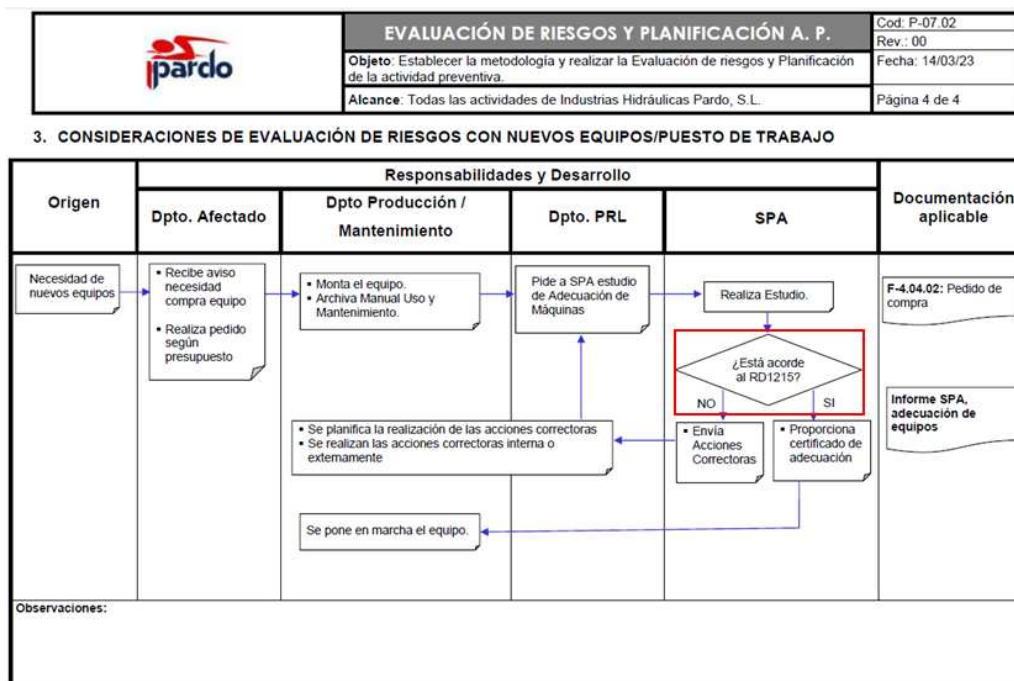 ipardo
EVALUACIÓN DE RIESGOS Y PLANIFICACIÓN A. P.
Cod: P-07.02
Rev.: 00
Objeto: Establecer la metodología y realizar la Evaluación de riesgos y Planificación
de la actividad preventiva.
Fecha: 14/03/23
Alcance: Todas las actividades de Industrias Hidráulicas Pardo, S.L.
Página 4 de 4
3. CONSIDERACIONES DE EVALUACIÓN DE RIESGOS CON NUEVOS EQUIPOS/PUESTO DE TRABAJO
Origen
Responsabilidades y Desarrollo
Documentación
aplicable
Dpto. Afectado
Dpto Producción /
Mantenimiento
Dpto. PRL
SPA
Necesidad de
nuevos equipos
▪ Recibe aviso
necesidad
compra equipo
▪ Realiza pedido
según
presupuesto
▪ Monta el equipo.
▪ Archiva Manual Uso y
Mantenimiento.
Pide a SPA estudio
de Adecuación de
Máquinas
Realiza Estudio.
F-4.04.02: Pedido de
compra
¿Está acorde
al RD1215?
NO
SI
▪ Envía
Acciones
Correctoras
▪ Proporciona
certificado de
adecuación
Informe SPA,
adecuación de
equipos
▪ Se planifica la realización de las acciones correctoras
▪ Se realizan las acciones correctoras interna o
externamente
Se pone en marcha el equipo.
Observaciones: